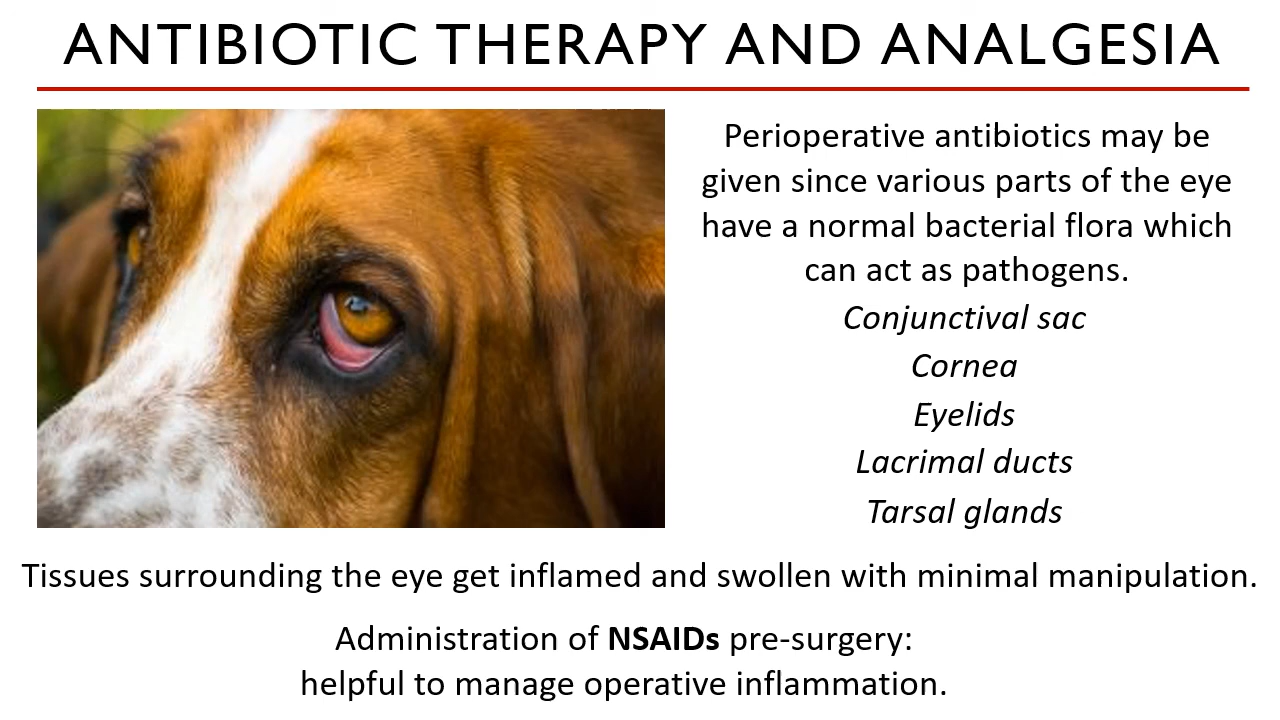 ANTIBIOTIC THERAPY AND ANALGESIA
Perioperative antibiotics may be
given since various parts of the eye
have a normal bacterial flora which
can act as pathogens.
Conjunctival sac
Cornea
Eyelids
Lacrimal ducts
Tarsal glands
Tissues surrounding the eye get inflamed and swollen with minimal manipulation.
Administration of NSAIDs pre-surgery:
helpful to manage operative inflammation.